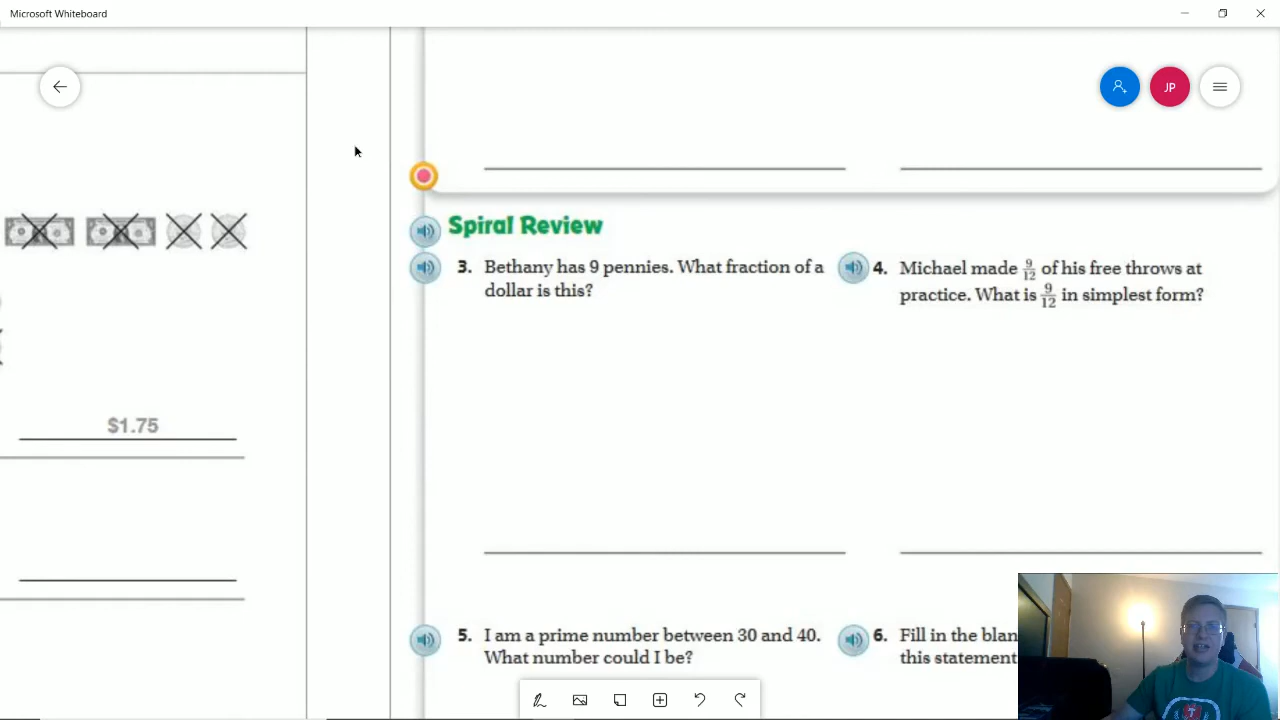 Microsoft Whiteboard
JP
Spiral Review
3. Bethany has 9 pennies. What fraction of a
dollar is this?
4. Michael made 9/12 of his free throws at
practice. What is 9/12 in simplest form?
$1.75
5. I am a prime number between 30 and 40.
What number could I be?
6. Fill in the blan
this statement